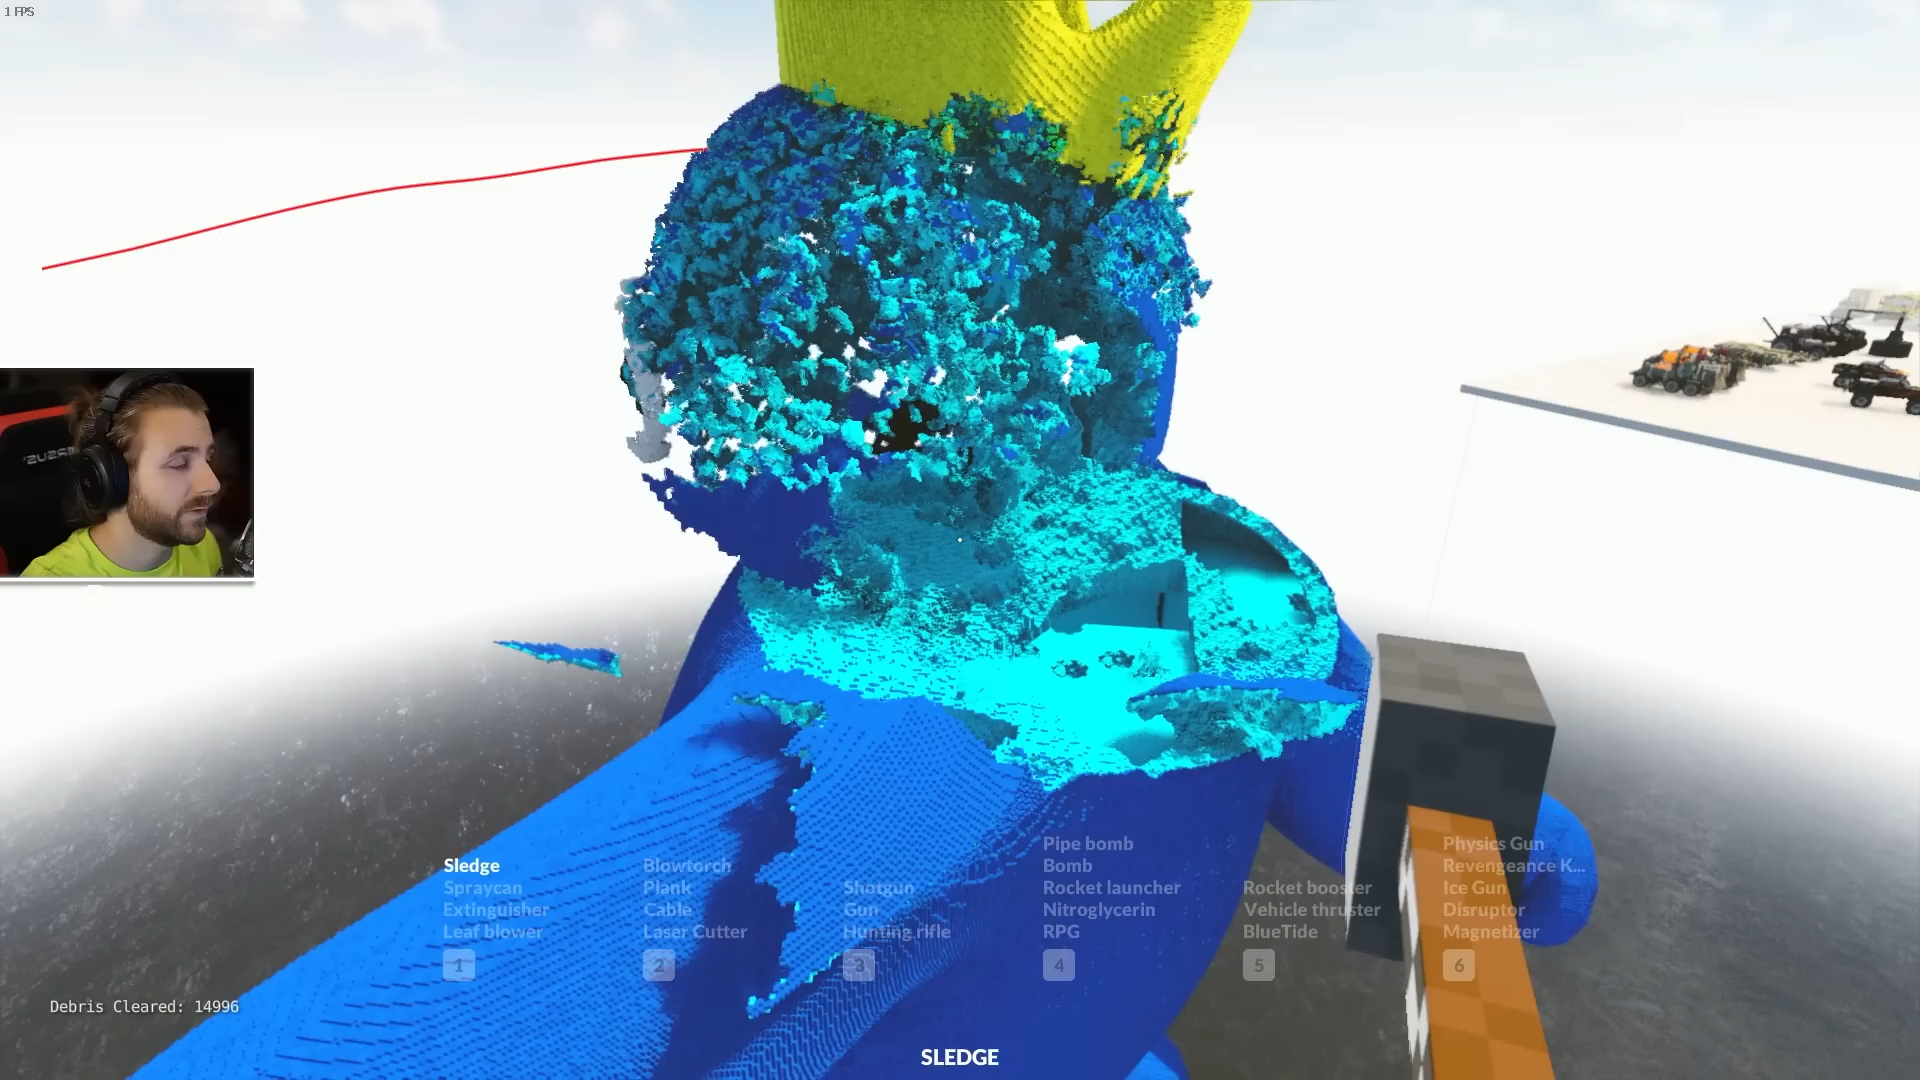 1 FPS
Sledge
Spraycan
Extinguisher
Leaf blower
1
Blowtorch
Plank
Cable
Laser Cutter
2
Shotgun
Gun
Hunting rifle
3
Pipe bomb
Bomb
Rocket launcher
Nitroglycerin
RPG
4
Rocket booster
Vehicle thruster
BlueTide
5
Physics Gun
Revengeance K...
Ice Gun
Disruptor
Magnetizer
6
Debris Cleared: 14996
SLEDGE